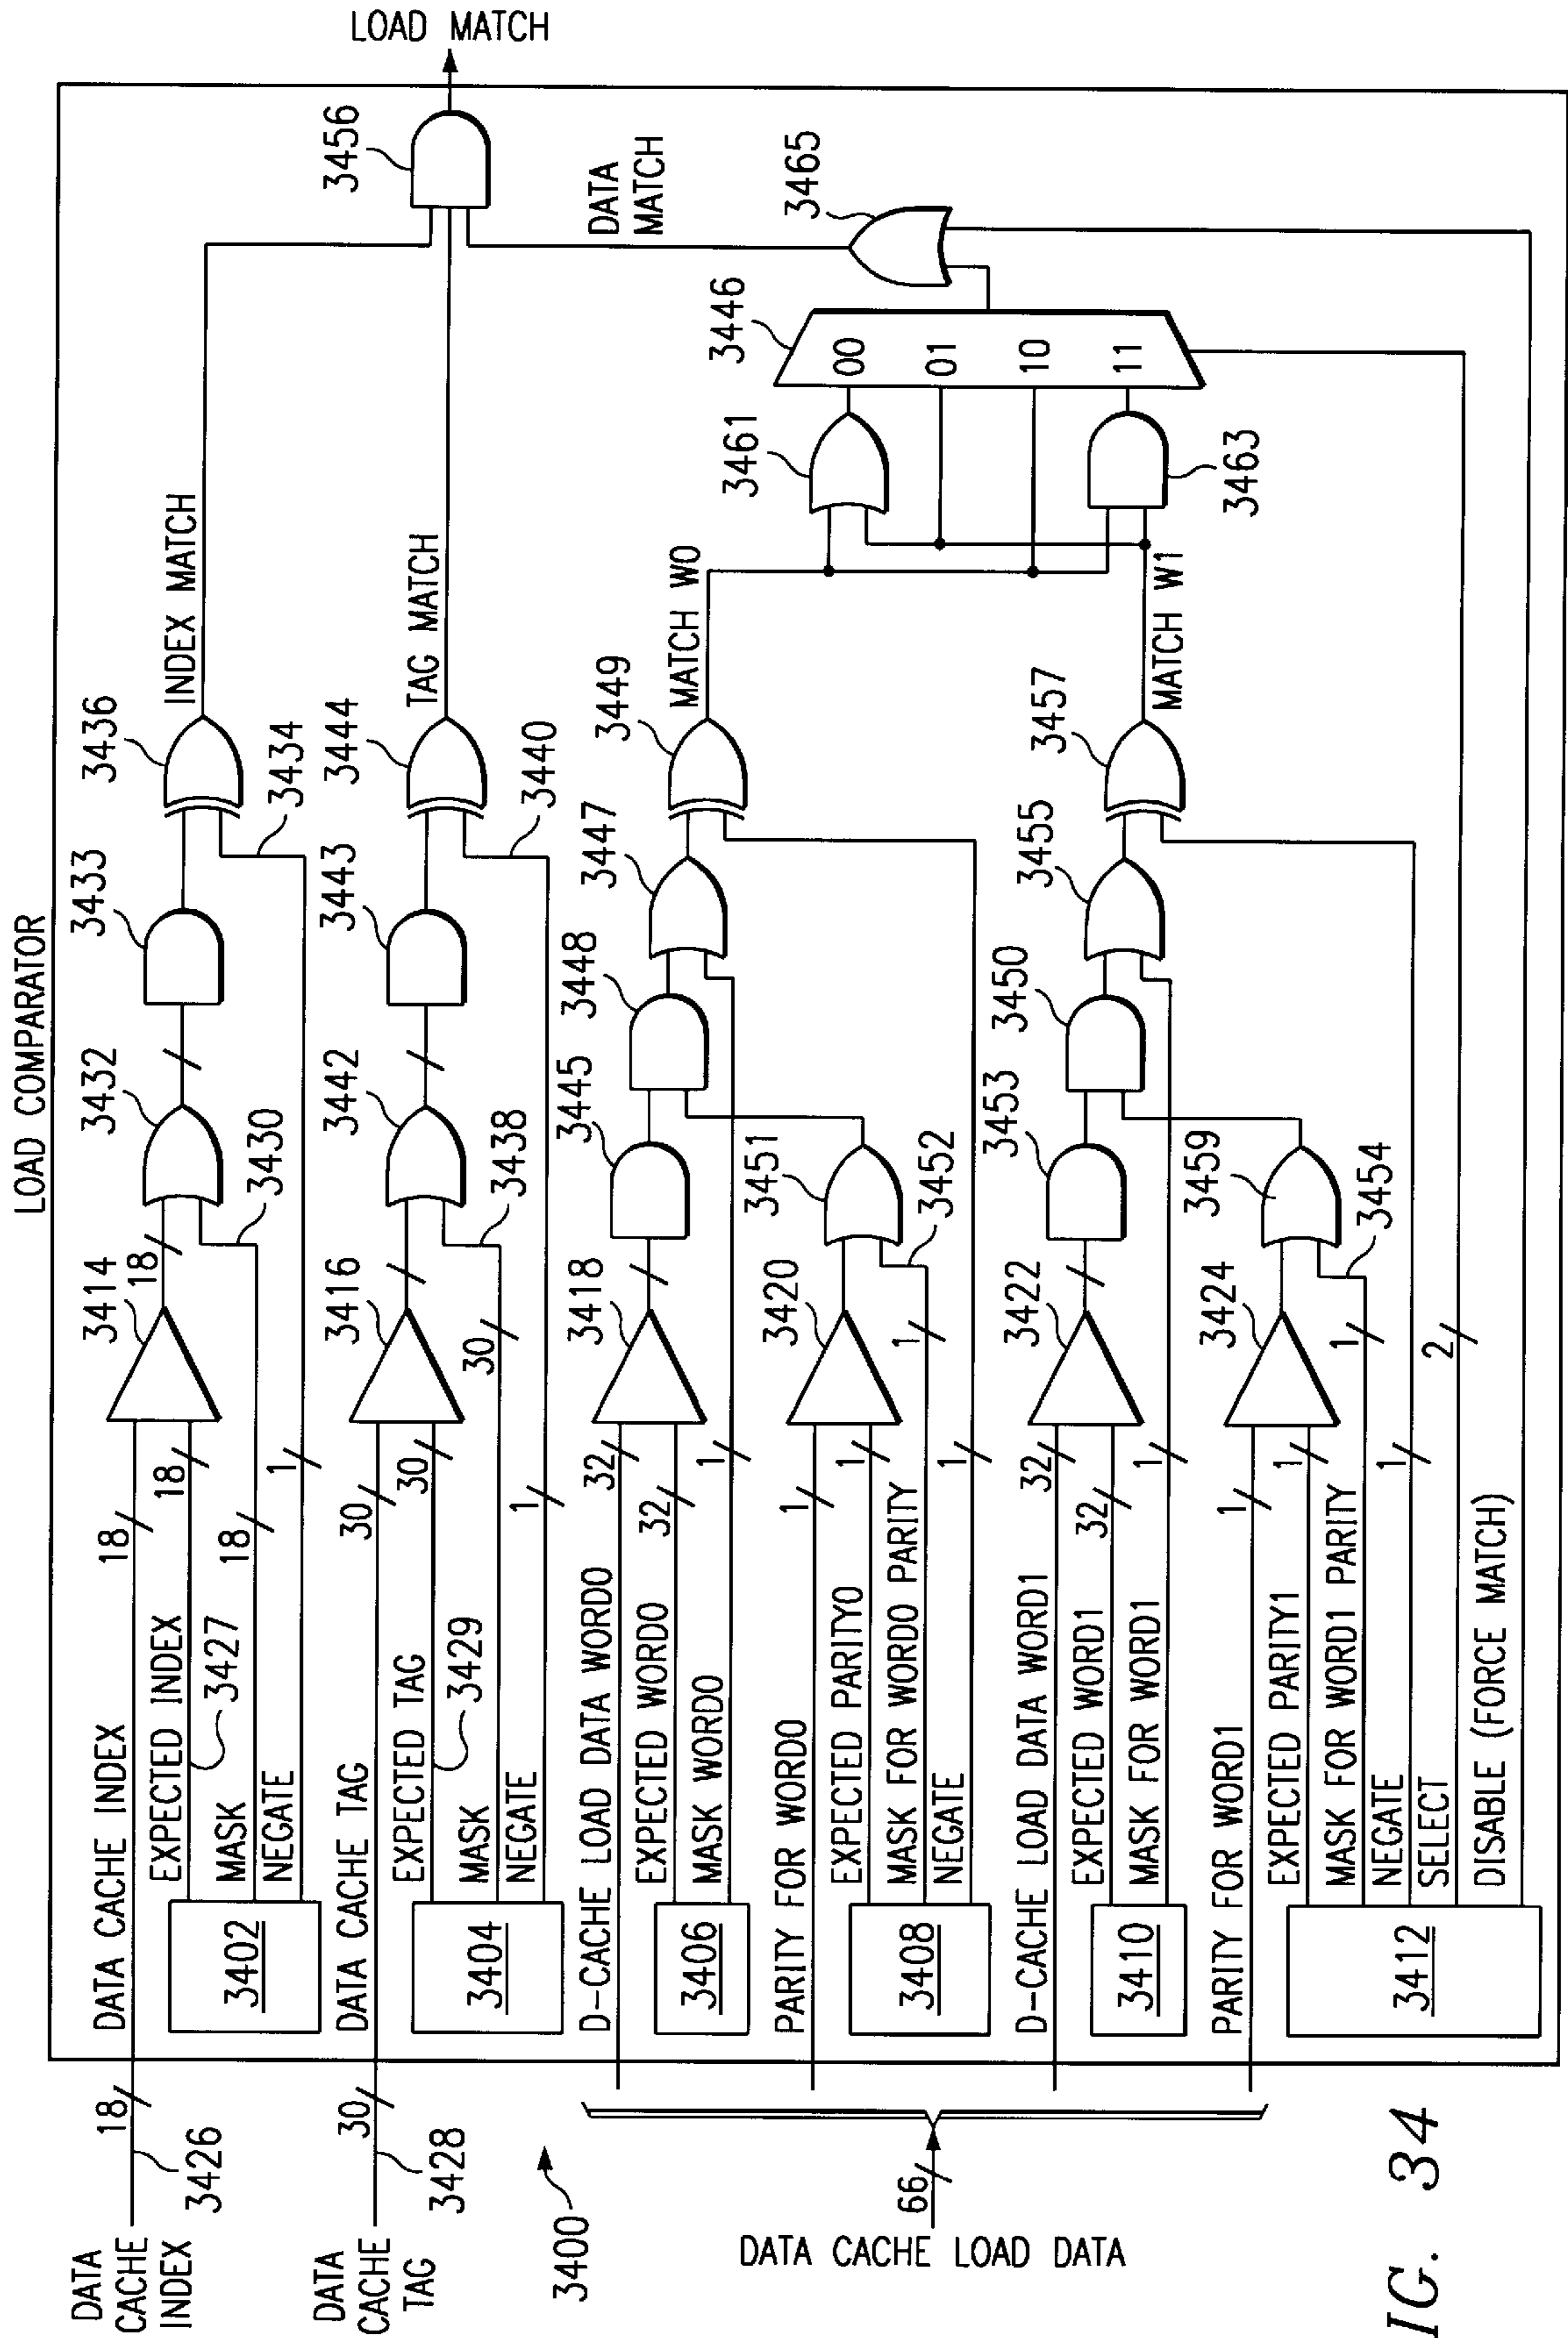 LOAD COMPARATOR
DATA
CACHE
INDEX
18
3426
DATA CACHE INDEX
18
EXPECTED INDEX
18
3427
MASK
18
NEGATE
1
3402
3414
18
3430
3432
3433
3434
3436
INDEX MATCH
DATA
CACHE
TAG
30
3428
DATA CACHE TAG
30
EXPECTED TAG
30
3429
MASK
30
NEGATE
1
3404
3416
3438
3442
3443
3440
3444
TAG MATCH
3456
LOAD MATCH
3400
D-CACHE LOAD DATA WORD0
32
EXPECTED WORD0
32
MASK WORD0
1
3406
3418
3445
3448
3447
3449
MATCH W0
PARITY FOR WORD0
1
EXPECTED PARITY0
1
MASK FOR WORD0 PARITY
1
NEGATE
1
3408
3420
3451
3452
66
DATA CACHE LOAD DATA
D-CACHE LOAD DATA WORD1
32
EXPECTED WORD1
32
MASK FOR WORD1
1
3410
3422
3453
3450
3455
3457
MATCH W1
PARITY FOR WORD1
1
EXPECTED PARITY1
1
MASK FOR WORD1 PARITY
1
NEGATE
1
SELECT
2
DISABLE (FORCE MATCH)
3412
3424
3459
3454
3461
3463
3446
00
01
10
11
3465
DATA
MATCH
IG. 34